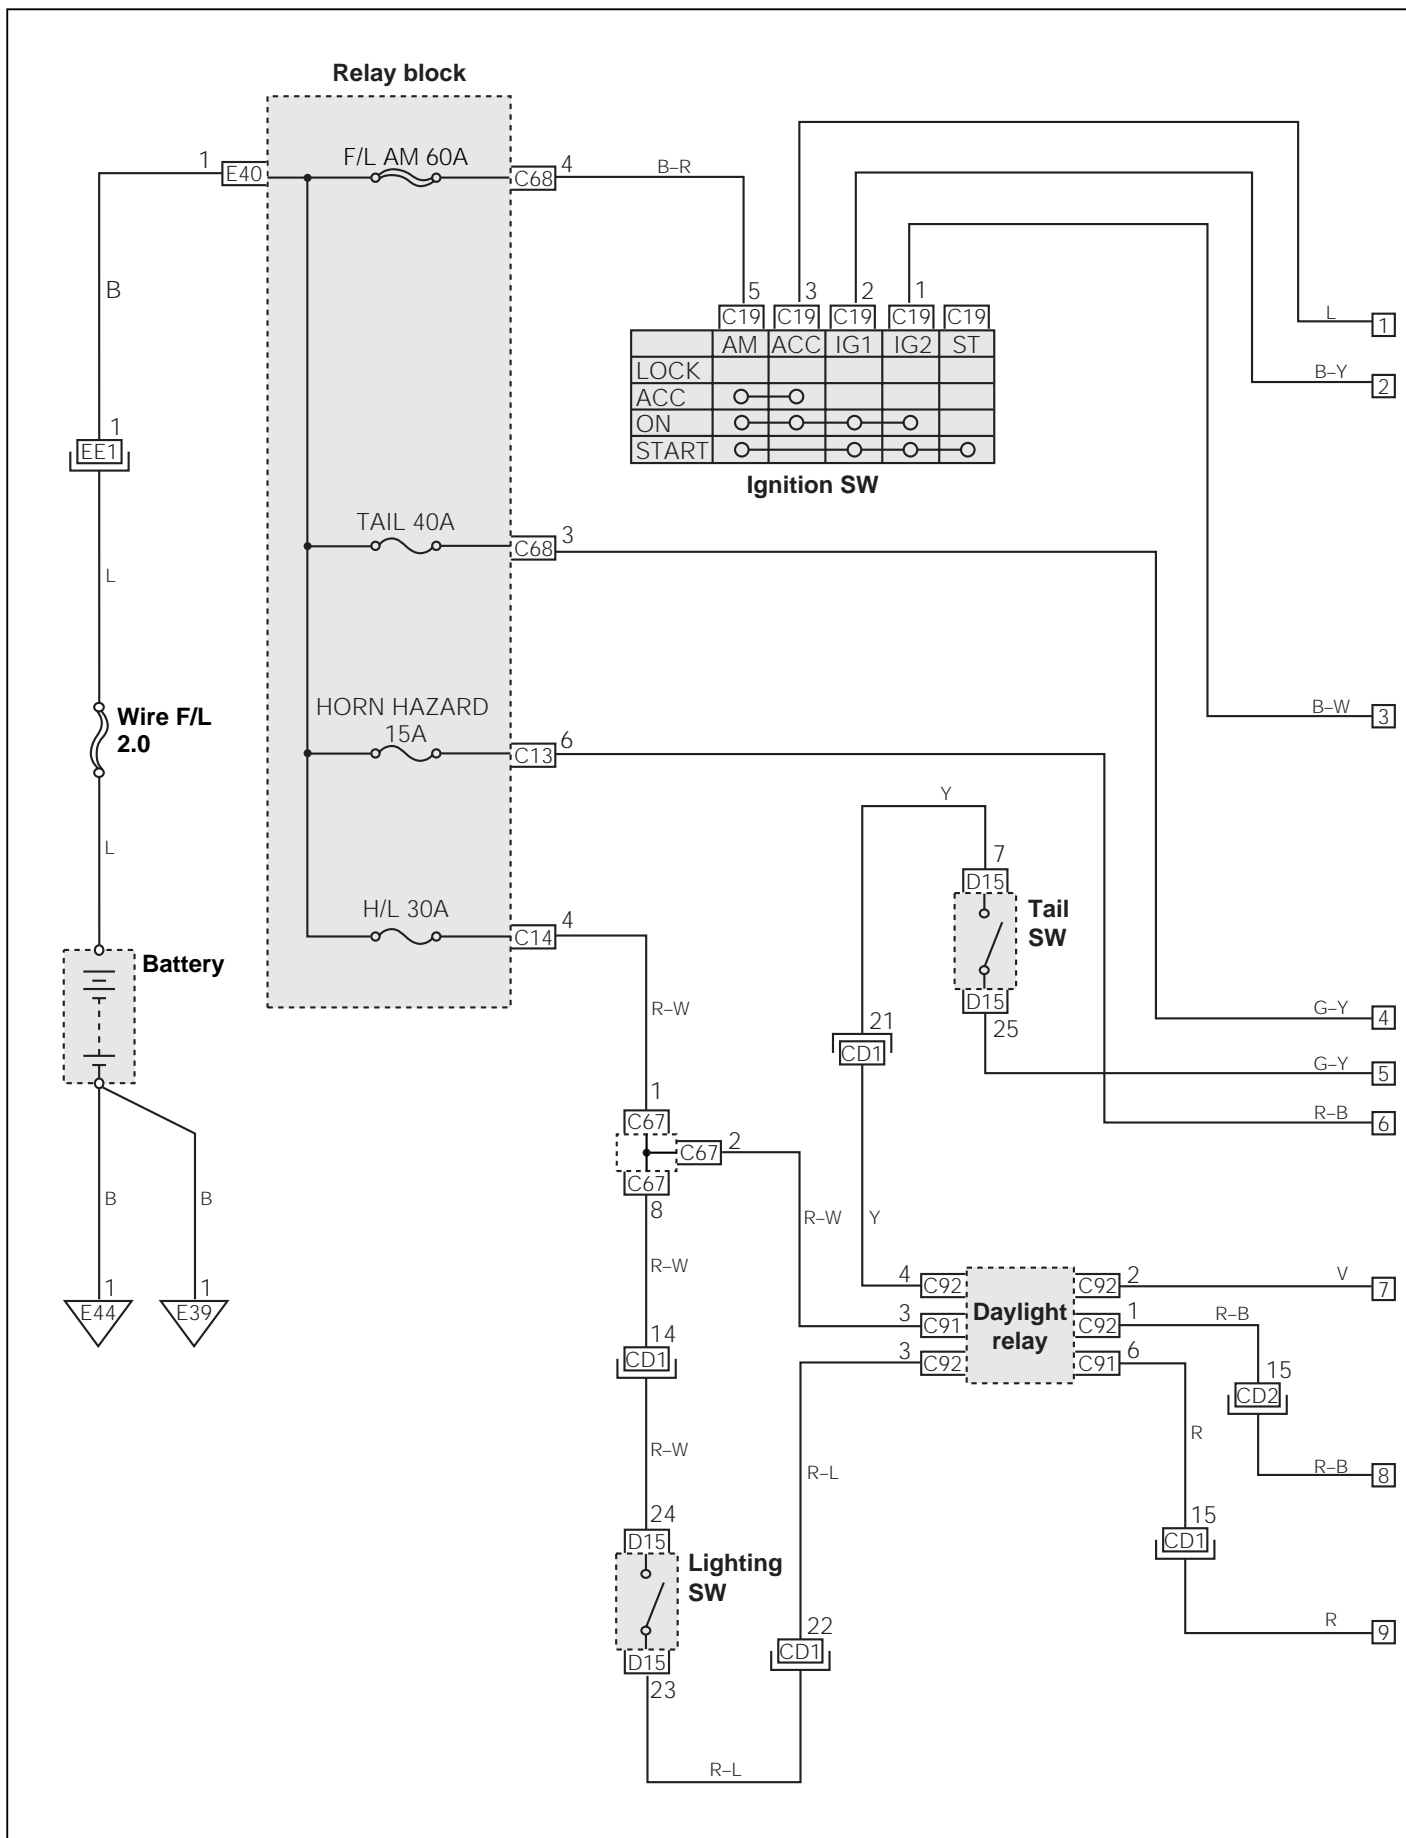 Relay block
F/L AM 60A
1
E40
C68
4
B–R
B
5
3
2
1
C19
C19
C19
C19
C19
AM
ACC
IG1
IG2
ST
LOCK
ACC
ON
START
Ignition SW
L
1
B–Y
2
1
EE1
TAIL 40A
C68
3
L
Wire F/L
2.0
HORN HAZARD
15A
C13
6
B–W
3
Y
7
D15
Tail
SW
D15
25
L
H/L 30A
C14
4
Battery
R–W
21
CD1
G–Y
4
G–Y
5
R–B
6
1
C67
C67
2
C67
8
B
B
R–W
Y
1
E44
1
E39
R–W
4
C92
3
C91
3
C92
Daylight
relay
C92
2
V
7
C92
1
R–B
C91
6
14
CD1
15
CD2
R–W
R–L
R
R–B
8
24
D15
Lighting
SW
D15
23
15
CD1
22
CD1
R
9
R–L